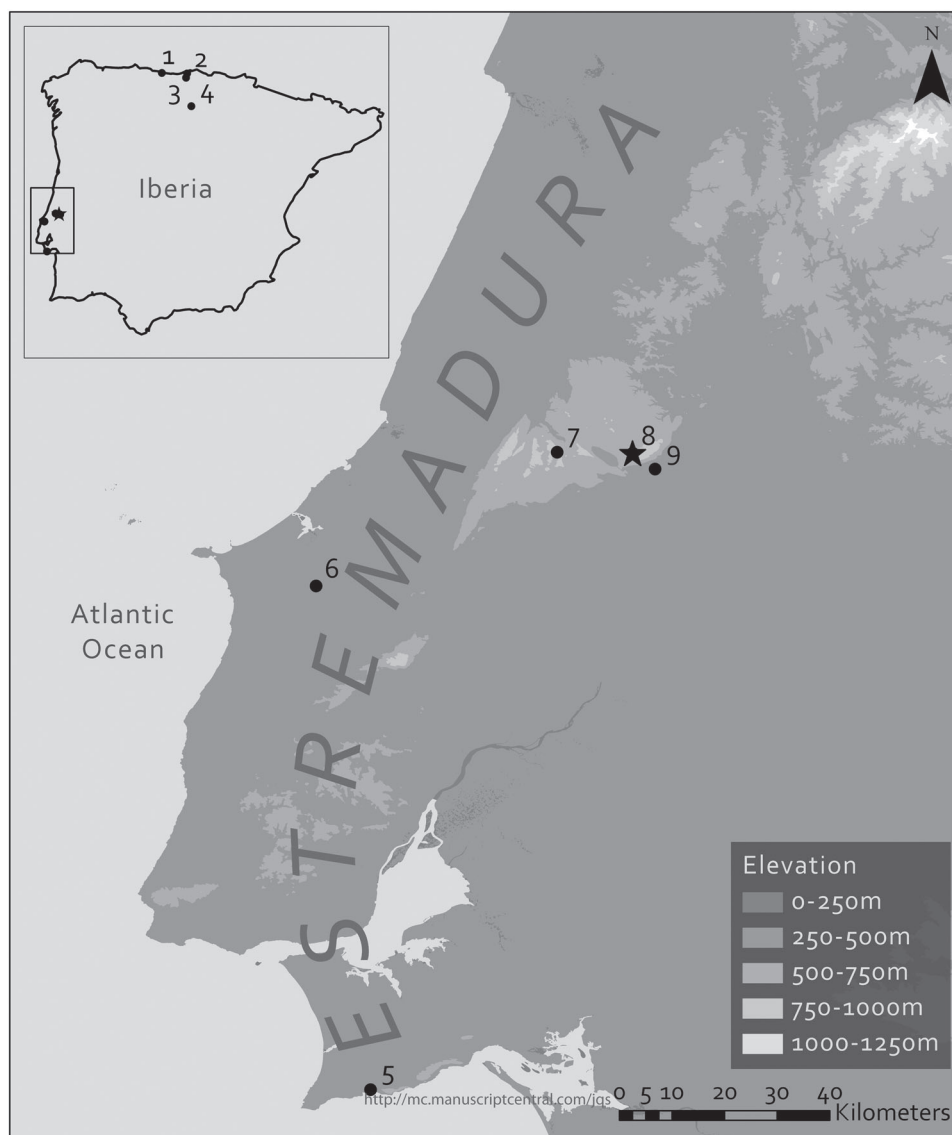 N
1 2
3 4
Iberia
ESTREMADURA
7
8
9
6
Atlantic
Ocean
5
Elevation
0-250m
250-500m
500-750m
750-1000m
1000-1250m
http://mc.manuscriptcentral.com/jqs
0 5 10 20 30 40
Kilometers